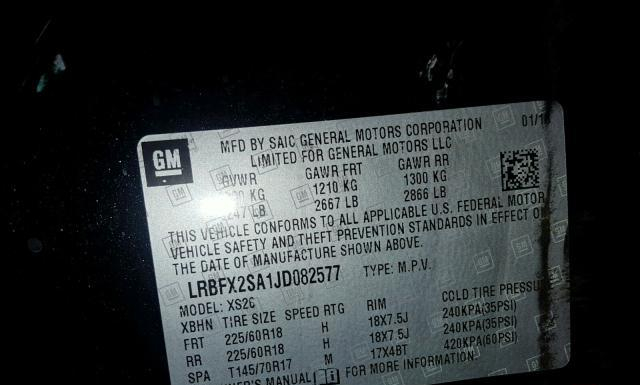 GM
MFD BY SAIC GENERAL MOTORS CORPORATION
LIMITED FOR GENERAL MOTORS LLC
GVWR GAWR FRT GAWR RR
KG 1210 KG 1300 KG
LB 2667 LB 2866 LB
THIS VEHICLE CONFORMS TO ALL APPLICABLE U.S. FEDERAL MOTOR
VEHICLE SAFETY AND THEFT PREVENTION STANDARDS IN EFFECT ON
THE DATE OF MANUFACTURE SHOWN ABOVE.
LRBFX2SA1JD082577 TYPE: M.P.V.
MODEL: XS26
XBHN TIRE SIZE SPEED RTG RIM COLD TIRE PRESSURE
FRT 225/60R18 H 18X7.5J 240KPA(35PSI)
RR 225/60R18 H 18X7.5J 240KPA(35PSI)
SPA T145/70R17 M 17X4BT 420KPA(60PSI)
MANUAL FOR MORE INFORMATION